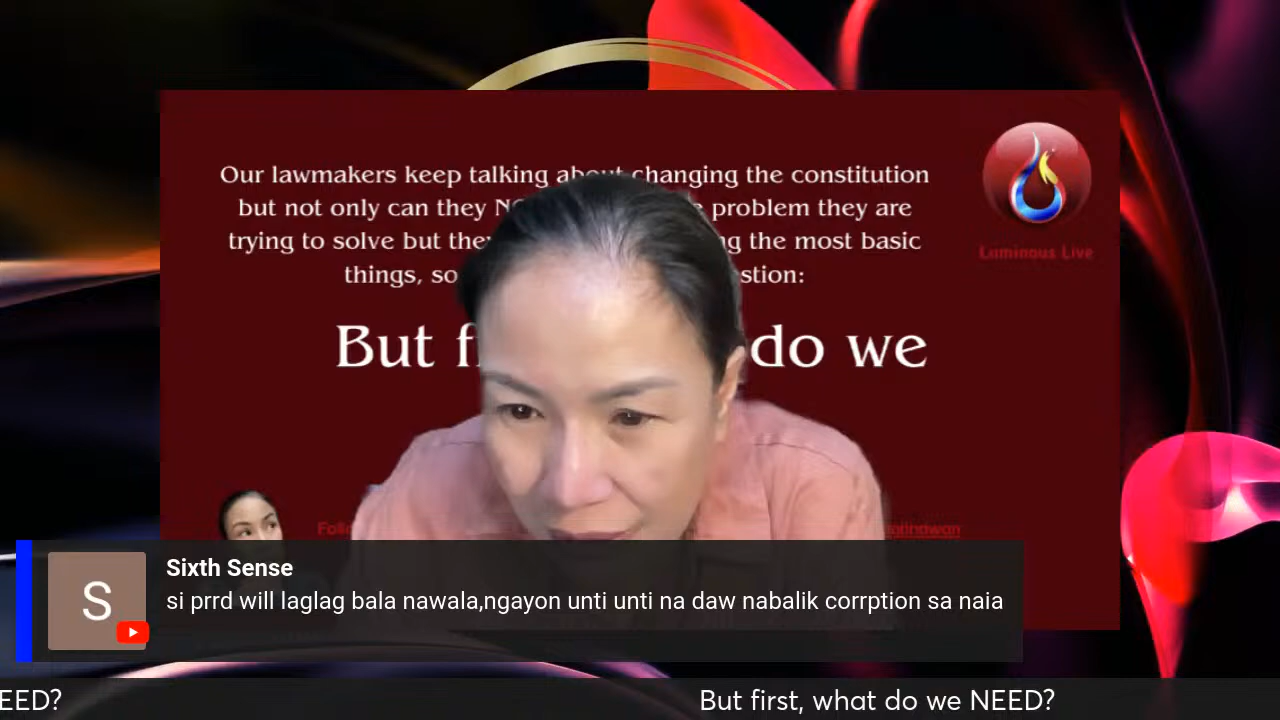 Our lawmakers keep talking about changing the constitution
but not only can they problem they are
trying to solve but the most basic
things, so
But do we
Luminous Live
S
Sixth Sense
si prrd will laglag bala nawala,ngayon unti unti na daw nabalik corrption sa naia
EED? But first, what do we NEED?